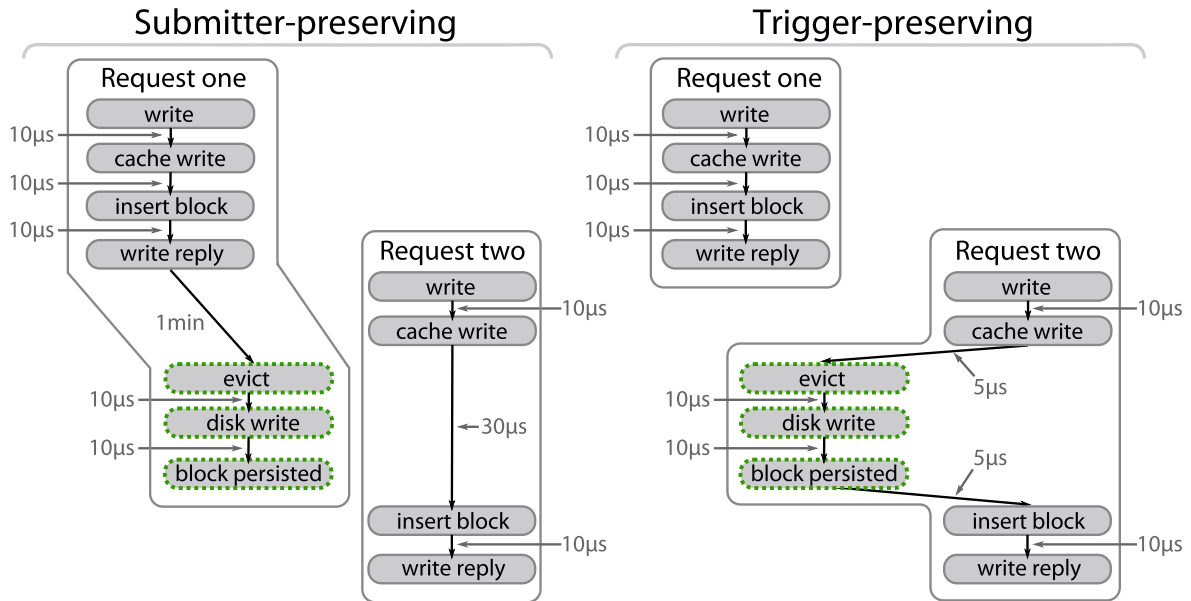 Submitter-preserving
Request one
write
10µs
cache write
10µs
insert block
10µs
write reply
1min
evict
10µs
disk write
10µs
block persisted
Request two
write
10µs
cache write
30µs
insert block
10µs
write reply
Trigger-preserving
Request one
write
10µs
cache write
10µs
insert block
10µs
write reply
Request two
write
10µs
cache write
5µs
evict
10µs
disk write
10µs
block persisted
5µs
insert block
10µs
write reply